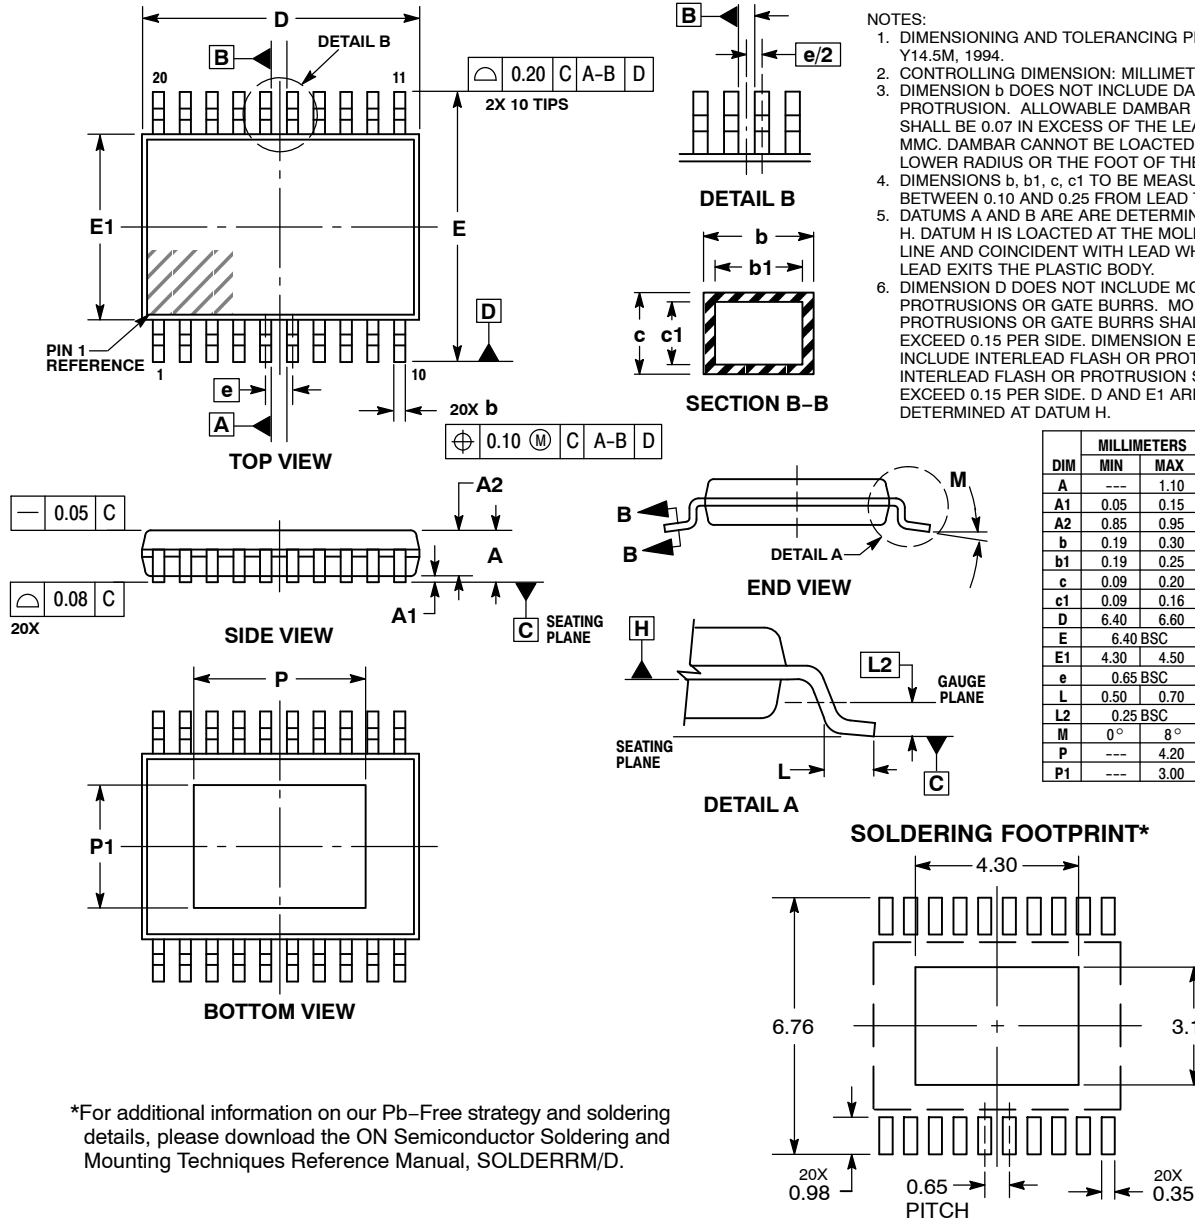 D
B
DETAIL B
20
11
0.20 C A–B D
2X 10 TIPS
E1
E
D
PIN 1
REFERENCE
1
10
e
20X b
A
0.10 Ⓜ C A–B D
TOP VIEW
B
e/2
DETAIL B
b
b1
c
c1
SECTION B–B
NOTES:
1. DIMENSIONING AND TOLERANCING
Y14.5M, 1994.
2. CONTROLLING DIMENSION:
3. DIMENSION b DOES NOT INCLUDE
PROTRUSION. ALLOWABLE DAMBAR
SHALL BE 0.07 IN EXCESS OF THE
MMC. DAMBAR CANNOT BE LOACTED
LOWER RADIUS OR THE FOOT OF
4. DIMENSIONS b, b1, c, c1 TO BE
BETWEEN 0.10 AND 0.25 FROM LEAD
5. DATUMS A AND B ARE ARE
H. DATUM H IS LOACTED AT THE
LINE AND COINCIDENT WITH LEAD
LEAD EXITS THE PLASTIC BODY.
6. DIMENSION D DOES NOT INCLUDE
PROTRUSIONS OR GATE BURRS.
PROTRUSIONS OR GATE BURRS
EXCEED 0.15 PER SIDE. DIMENSION
INCLUDE INTERLEAD FLASH OR
INTERLEAD FLASH OR PROTRUSION
EXCEED 0.15 PER SIDE. D AND E1
DETERMINED AT DATUM H.
MILLIMETERS
DIM MIN MAX
A --- 1.10
A1 0.05 0.15
A2 0.85 0.95
b 0.19 0.30
b1 0.19 0.25
c 0.09 0.20
c1 0.09 0.16
D 6.40 6.60
E 6.40 BSC
E1 4.30 4.50
e 0.65 BSC
L 0.50 0.70
L2 0.25 BSC
M 0° 8°
P --- 4.20
P1 --- 3.00
— 0.05 C
A2
A
0.08 C
20X
A1
C SEATING
PLANE
SIDE VIEW
B
B
M
DETAIL A
END VIEW
H
L2
GAUGE
PLANE
SEATING
PLANE
L
C
DETAIL A
P
P1
BOTTOM VIEW
SOLDERING FOOTPRINT*
4.30
6.76
20X
0.98
0.65
PITCH
20X
0.35
*For additional information on our Pb–Free strategy and soldering
details, please download the ON Semiconductor Soldering and
Mounting Techniques Reference Manual, SOLDERRM/D.